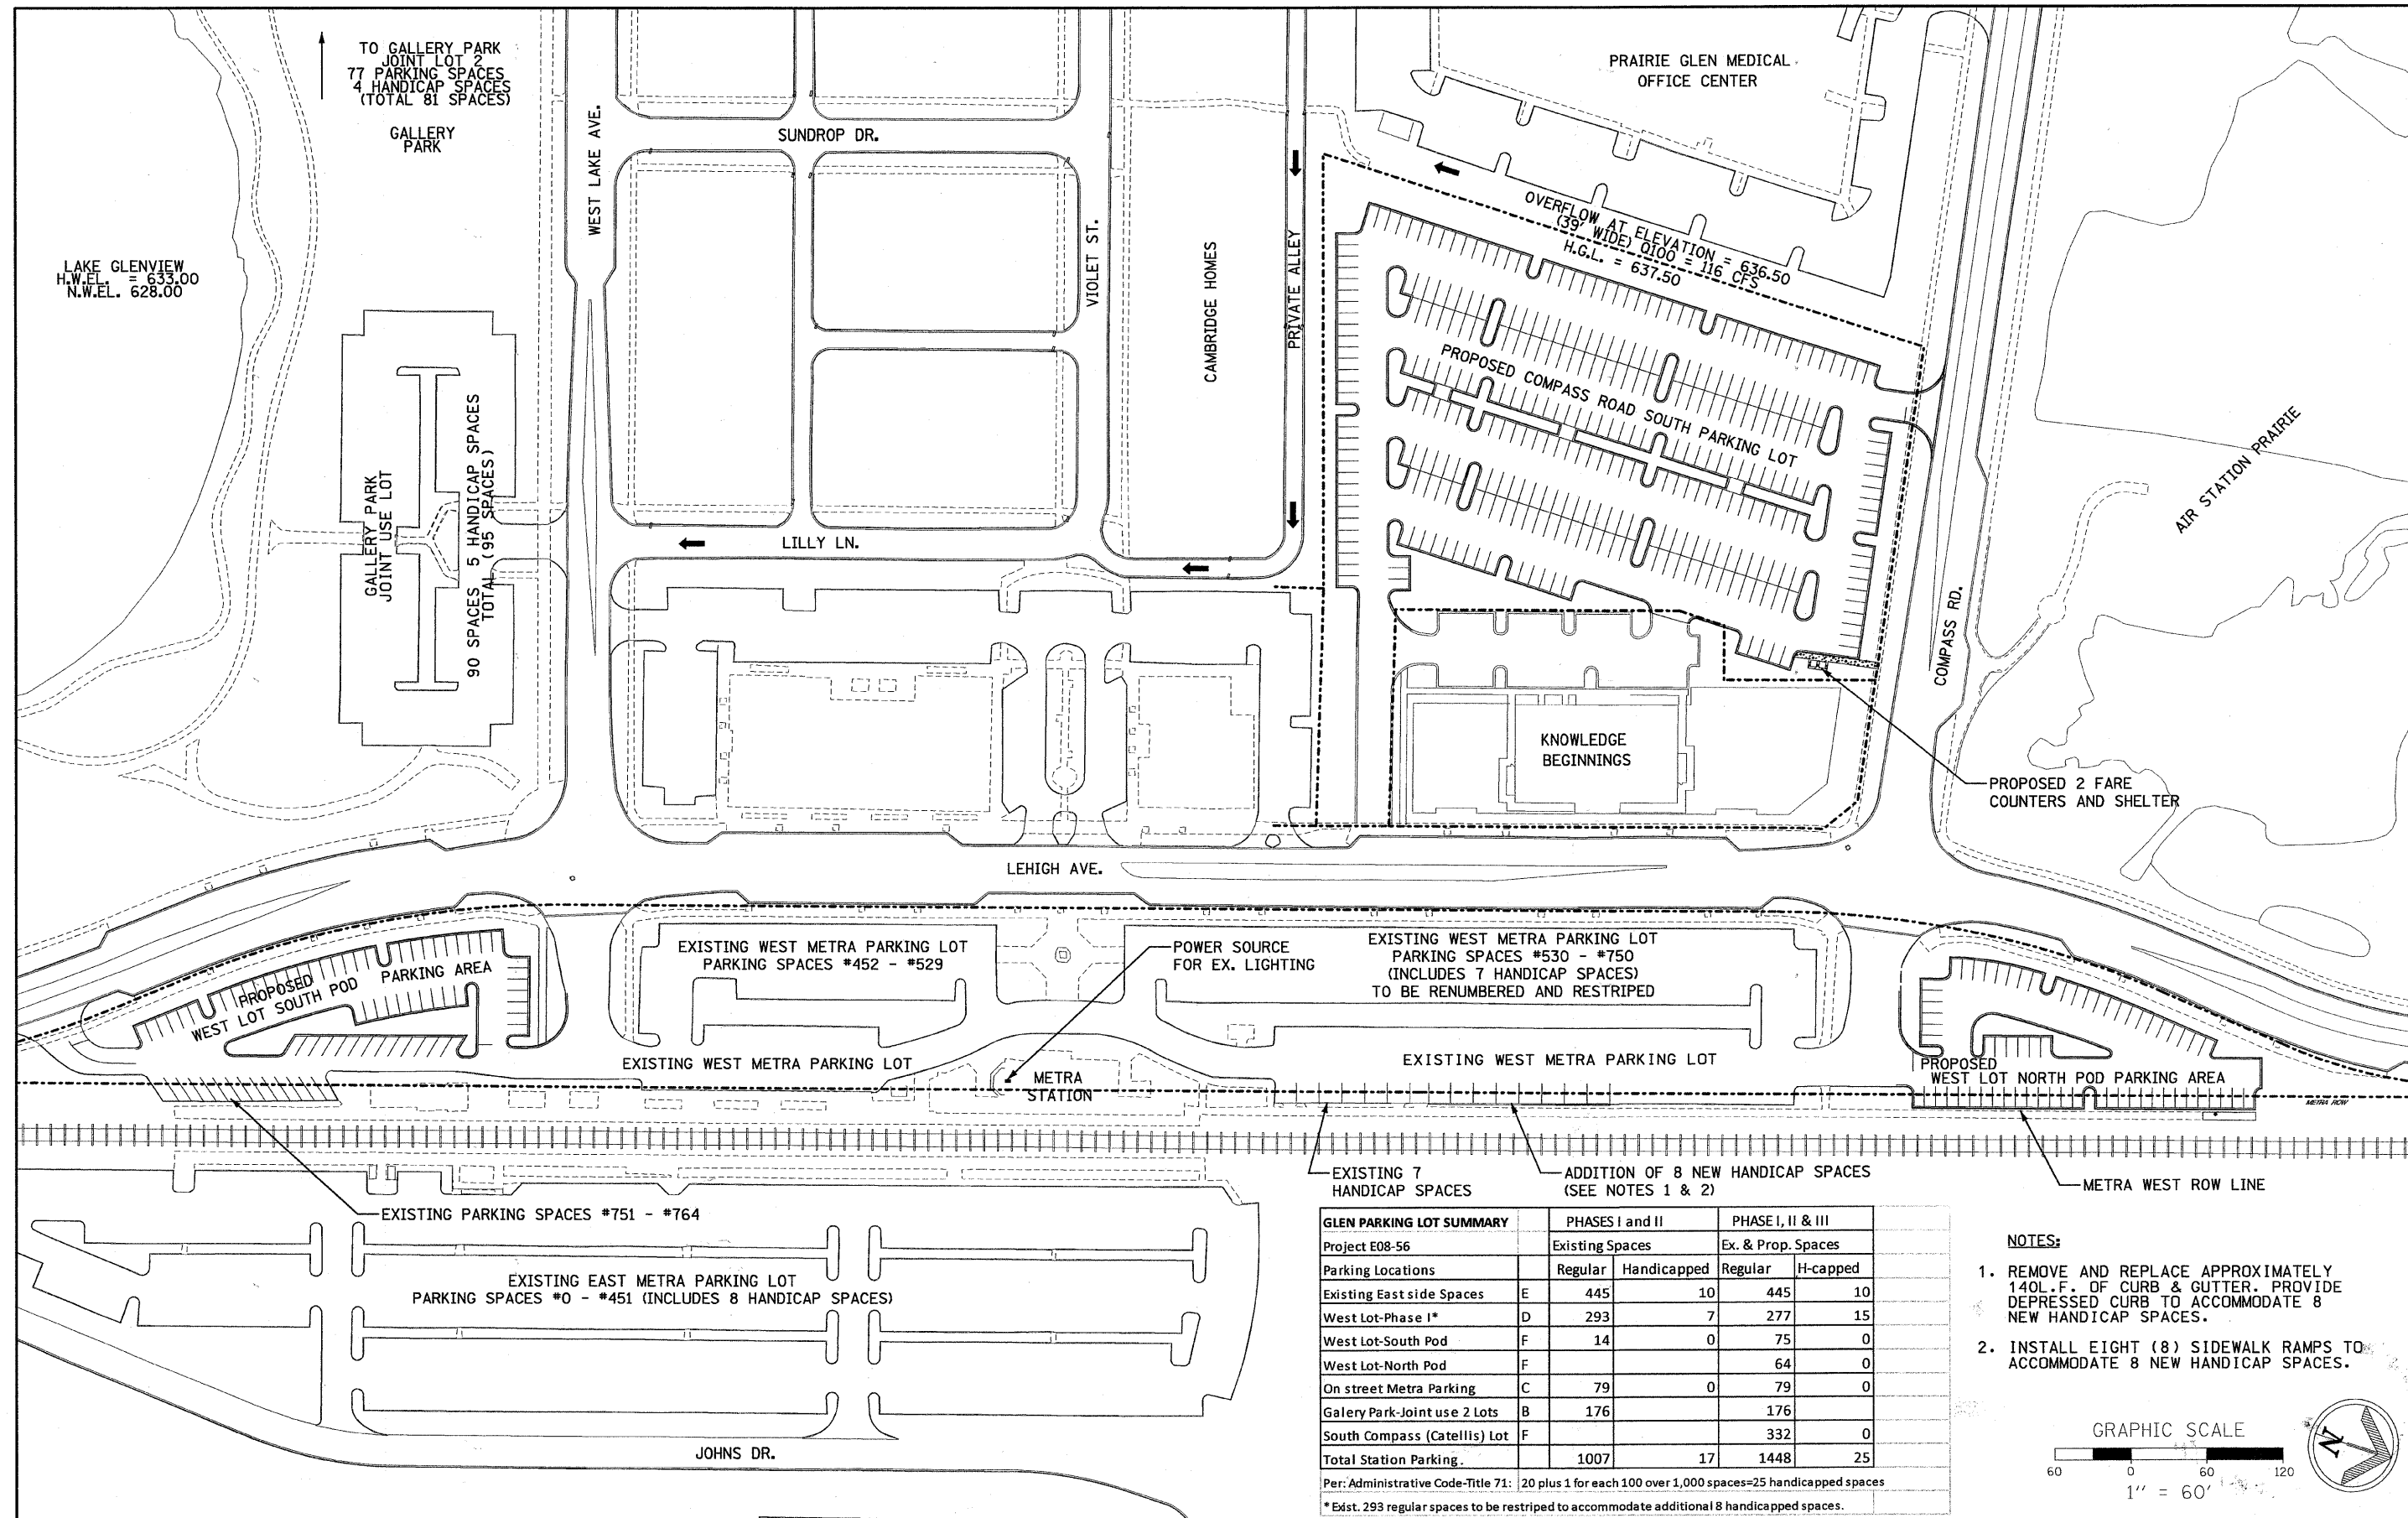 TO GALLERY PARK
JOINT LOT 2
77 PARKING SPACES
4 HANDICAP SPACES
(TOTAL 81 SPACES)
GALLERY
PARK
LAKE GLENVIEW
H.W.EL. = 633.00
N.W.EL. 628.00
WEST LAKE AVE.
SUNDROP DR.
VIOLET ST.
CAMBRIDGE HOMES
PRIVATE ALLEY
PRAIRIE GLEN MEDICAL
OFFICE CENTER
OVERFLOW AT ELEVATION = 636.50
(39' WIDE) Q100 = 116 CFS
H.G.L. = 637.50
PROPOSED COMPASS ROAD SOUTH PARKING LOT
AIR STATION PRAIRIE
COMPASS RD.
GALLERY PARK
JOINT USE LOT
90 SPACES 5 HANDICAP SPACES
TOTAL (95 SPACES)
LILLY LN.
KNOWLEDGE
BEGINNINGS
PROPOSED 2 FARE
COUNTERS AND SHELTER
LEHIGH AVE.
PROPOSED
WEST LOT SOUTH POD PARKING AREA
EXISTING WEST METRA PARKING LOT
PARKING SPACES #452 - #529
POWER SOURCE
FOR EX. LIGHTING
EXISTING WEST METRA PARKING LOT
PARKING SPACES #530 - #750
(INCLUDES 7 HANDICAP SPACES)
TO BE RENUMBERED AND RESTRIPED
EXISTING WEST METRA PARKING LOT
METRA
STATION
EXISTING WEST METRA PARKING LOT
PROPOSED
WEST LOT NORTH POD PARKING AREA
METRA ROW
EXISTING PARKING SPACES #751 - #764
EXISTING 7
HANDICAP SPACES
ADDITION OF 8 NEW HANDICAP SPACES
(SEE NOTES 1 & 2)
METRA WEST ROW LINE
EXISTING EAST METRA PARKING LOT
PARKING SPACES #0 - #451 (INCLUDES 8 HANDICAP SPACES)
JOHNS DR.
GLEN PARKING LOT SUMMARY PHASES I and II PHASE I, II & III
Project E08-56 Existing Spaces Ex. & Prop. Spaces
Parking Locations Regular Handicapped Regular H-capped
Existing East side Spaces E 445 10 445 10
West Lot-Phase I* D 293 7 277 15
West Lot-South Pod F 14 0 75 0
West Lot-North Pod F 64 0
On street Metra Parking C 79 0 79 0
Galery Park-Joint use 2 Lots B 176 176
South Compass (Catellis) Lot F 332 0
Total Station Parking. 1007 17 1448 25
Per: Administrative Code-Title 71: 20 plus 1 for each 100 over 1,000 spaces=25 handicapped spaces
* Exist. 293 regular spaces to be restriped to accommodate additional 8 handicapped spaces.
NOTES:
1. REMOVE AND REPLACE APPROXIMATELY
140L.F. OF CURB & GUTTER. PROVIDE
DEPRESSED CURB TO ACCOMMODATE 8
NEW HANDICAP SPACES.
2. INSTALL EIGHT (8) SIDEWALK RAMPS TO
ACCOMMODATE 8 NEW HANDICAP SPACES.
GRAPHIC SCALE
60 0 60 120
1" = 60'
N